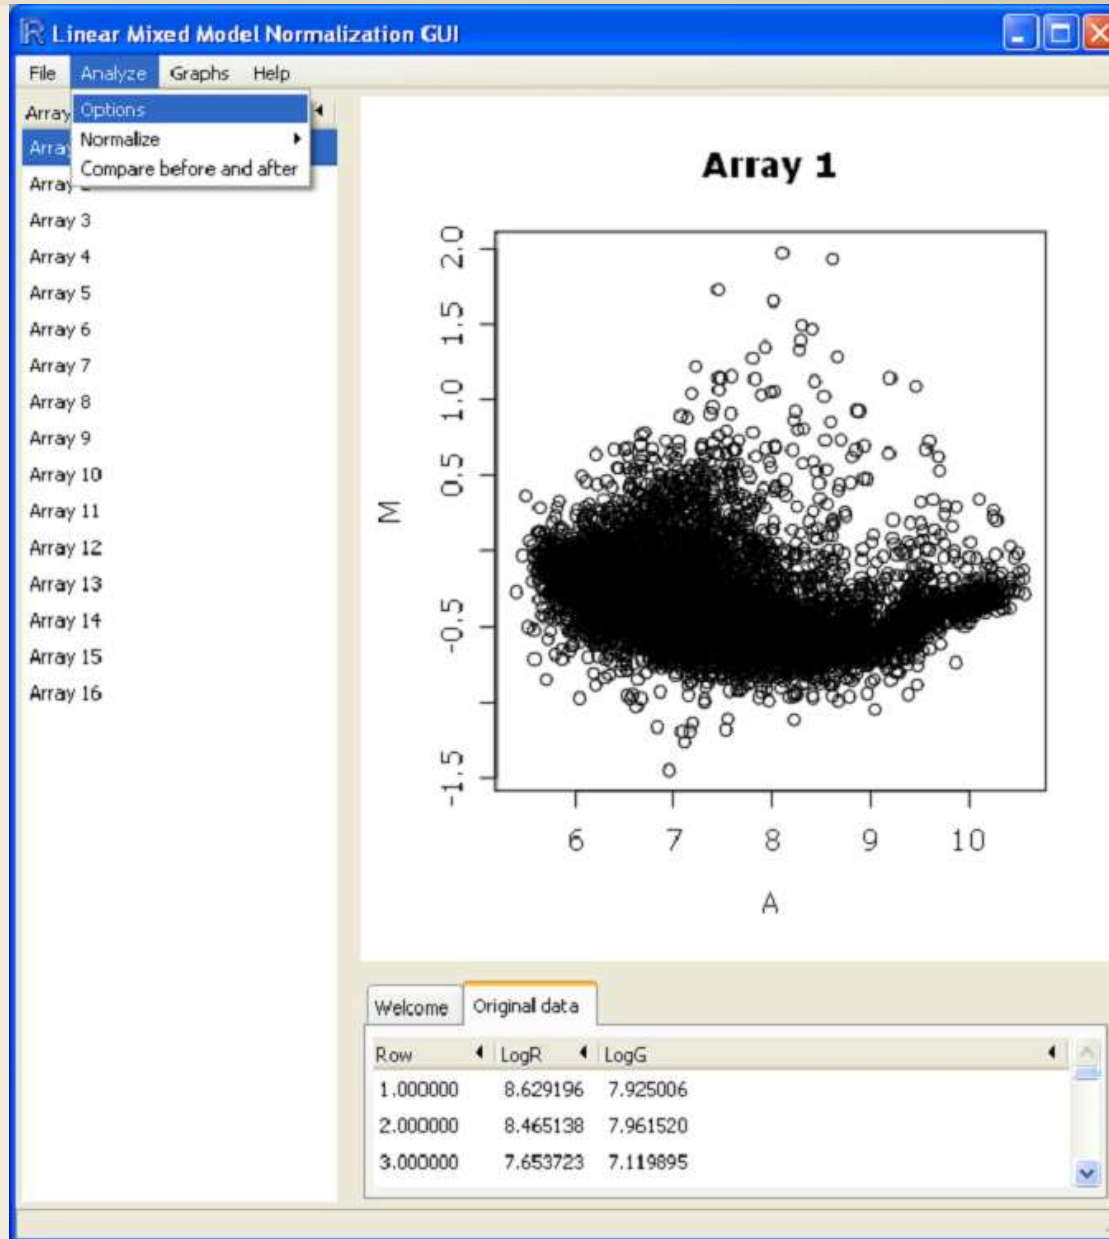 Linear Mixed Model Normalization GUI
File Analyze Graphs Help
Array
Options
Normalize
Compare before and after
Array 3
Array 4
Array 5
Array 6
Array 7
Array 8
Array 9
Array 10
Array 11
Array 12
Array 13
Array 14
Array 15
Array 16
Array 1
M
2.0
1.5
1.0
0.5
-0.5
-1.5
6 7 8 9 10
A
Welcome Original data
Row LogR LogG
1.000000 8.629196 7.925006
2.000000 8.465138 7.961520
3.000000 7.653723 7.119895